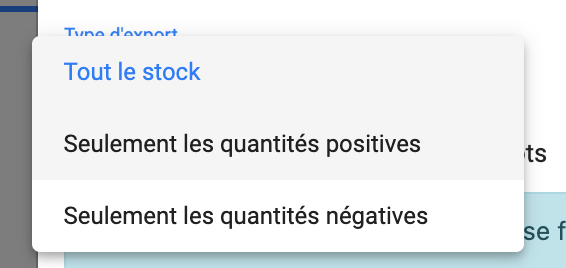 Type d'export
Tout le stock
Seulement les quantités positives
ts
Seulement les quantités négatives
se f